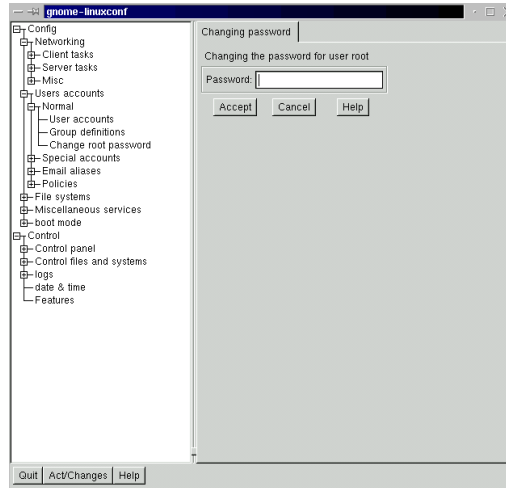 gnome-linuxconf
Config
Networking
Client tasks
Server tasks
Misc
Users accounts
Normal
User accounts
Group definitions
Change root password
Special accounts
Email aliases
Policies
File systems
Miscellaneous services
boot mode
Control
Control panel
Control files and systems
logs
date & time
Features
Changing password
Changing the password for user root
Password:
Accept Cancel Help
Quit Act/Changes Help